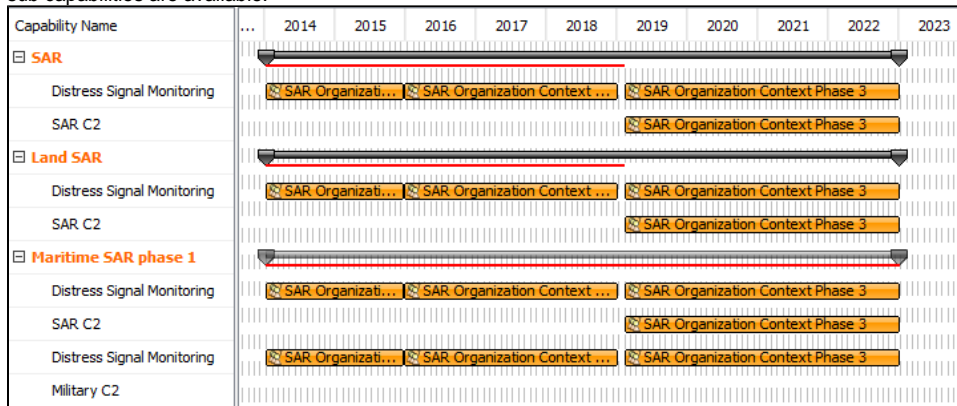 sub-capabilities are available.
Capability Name ... 2014 2015 2016 2017 2018 2019 2020 2021 2022 2023
SAR
Distress Signal Monitoring SAR Organizati... SAR Organization Context ... SAR Organization Context Phase 3
SAR C2 SAR Organization Context Phase 3
Land SAR
Distress Signal Monitoring SAR Organizati... SAR Organization Context ... SAR Organization Context Phase 3
SAR C2 SAR Organization Context Phase 3
Maritime SAR phase 1
Distress Signal Monitoring SAR Organizati... SAR Organization Context ... SAR Organization Context Phase 3
SAR C2 SAR Organization Context Phase 3
Distress Signal Monitoring SAR Organizati... SAR Organization Context ... SAR Organization Context Phase 3
Military C2